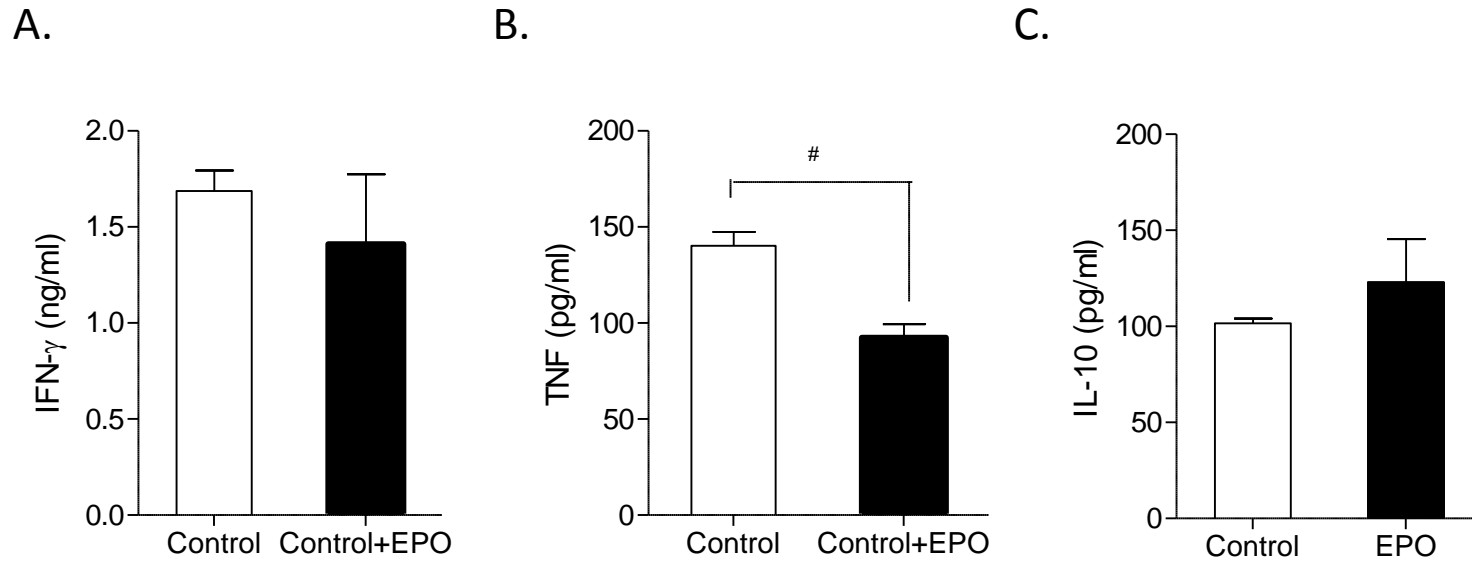 A.
B.
C.
2.0
1.5
1.0
0.5
0.0
IFN-γ (ng/ml)
Control
Control+EPO
200
150
100
50
0
TNF (pg/ml)
#
Control
Control+EPO
200
150
100
50
0
IL-10 (pg/ml)
Control
EPO